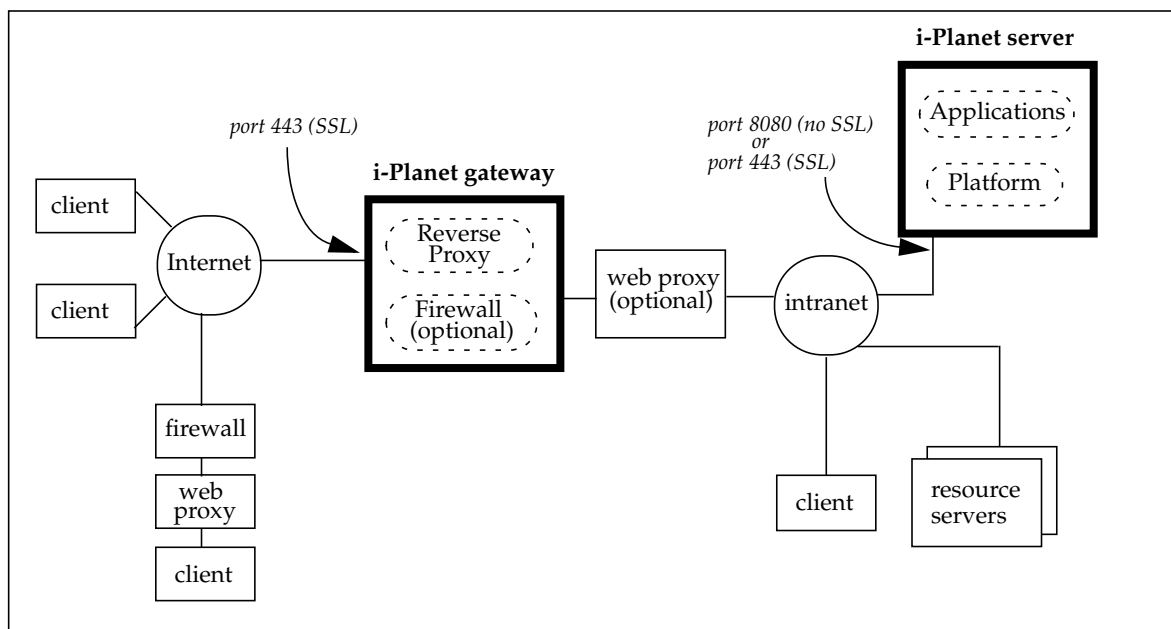 i-Planet server
Applications
Platform
port 8080 (no SSL)
or
port 443 (SSL)
port 443 (SSL)
i-Planet gateway
Reverse
Proxy
Firewall
(optional)
client
Internet
client
web proxy
(optional)
intranet
firewall
web
proxy
client
client
resource
servers